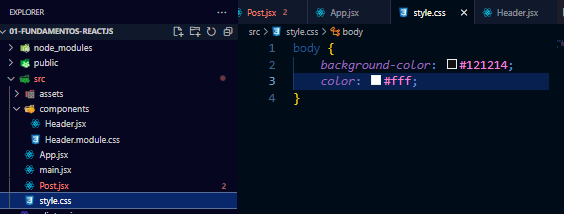 EXPLORER
01-FUNDAMENTOS-REACTJS
node_modules
public
src
assets
components
Header.jsx
Header.module.css
App.jsx
main.jsx
Post.jsx 2
style.css
Post.jsx 2 App.jsx style.css Header.jsx
src > style.css > body
1 body {
2 background-color: #121214;
3 color: #fff;
4 }